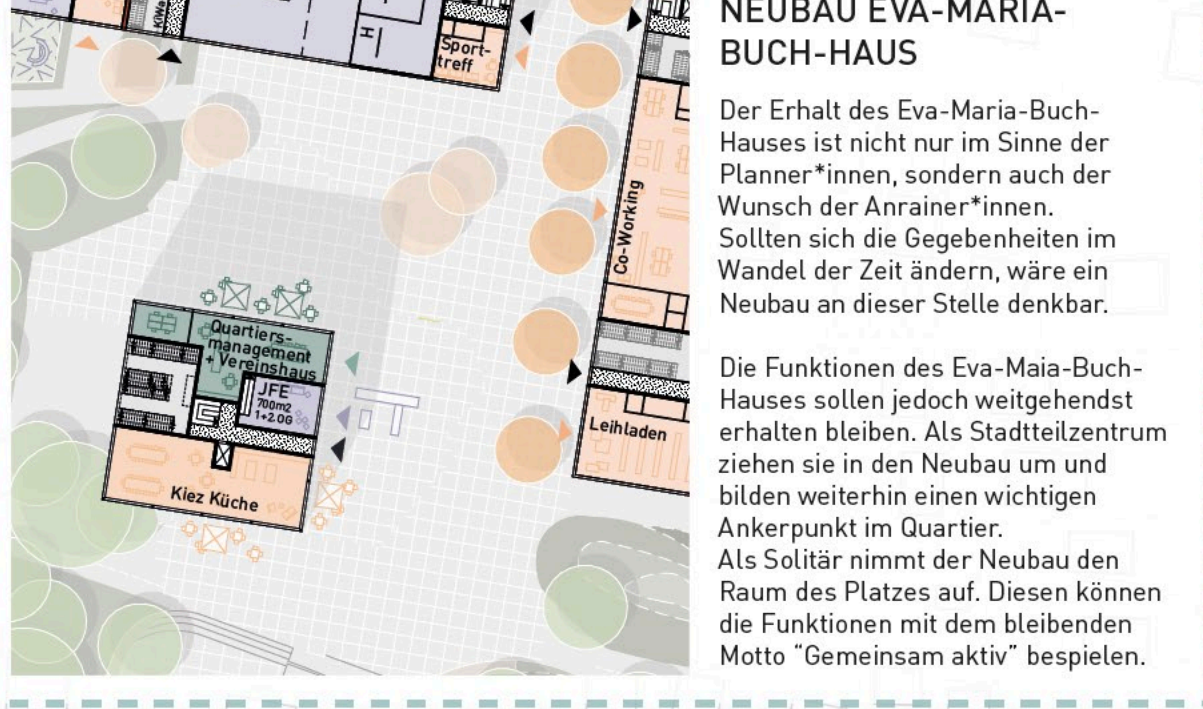 KiWe
H
Sport-
treff
Co-Working
Quartiers-
management
+ Vereinshaus
JFE
700m2
1+2.OG
Leihladen
Kiez Küche
NEUBAU EVA-MARIA-
BUCH-HAUS
Der Erhalt des Eva-Maria-Buch-
Hauses ist nicht nur im Sinne der
Planner*innen, sondern auch der
Wunsch der Anrainer*innen.
Sollten sich die Gegebenheiten im
Wandel der Zeit ändern, wäre ein
Neubau an dieser Stelle denkbar.
Die Funktionen des Eva-Maia-Buch-
Hauses sollen jedoch weitgehendst
erhalten bleiben. Als Stadtteilzentrum
ziehen sie in den Neubau um und
bilden weiterhin einen wichtigen
Ankerpunkt im Quartier.
Als Solitär nimmt der Neubau den
Raum des Platzes auf. Diesen können
die Funktionen mit dem bleibenden
Motto “Gemeinsam aktiv” bespielen.